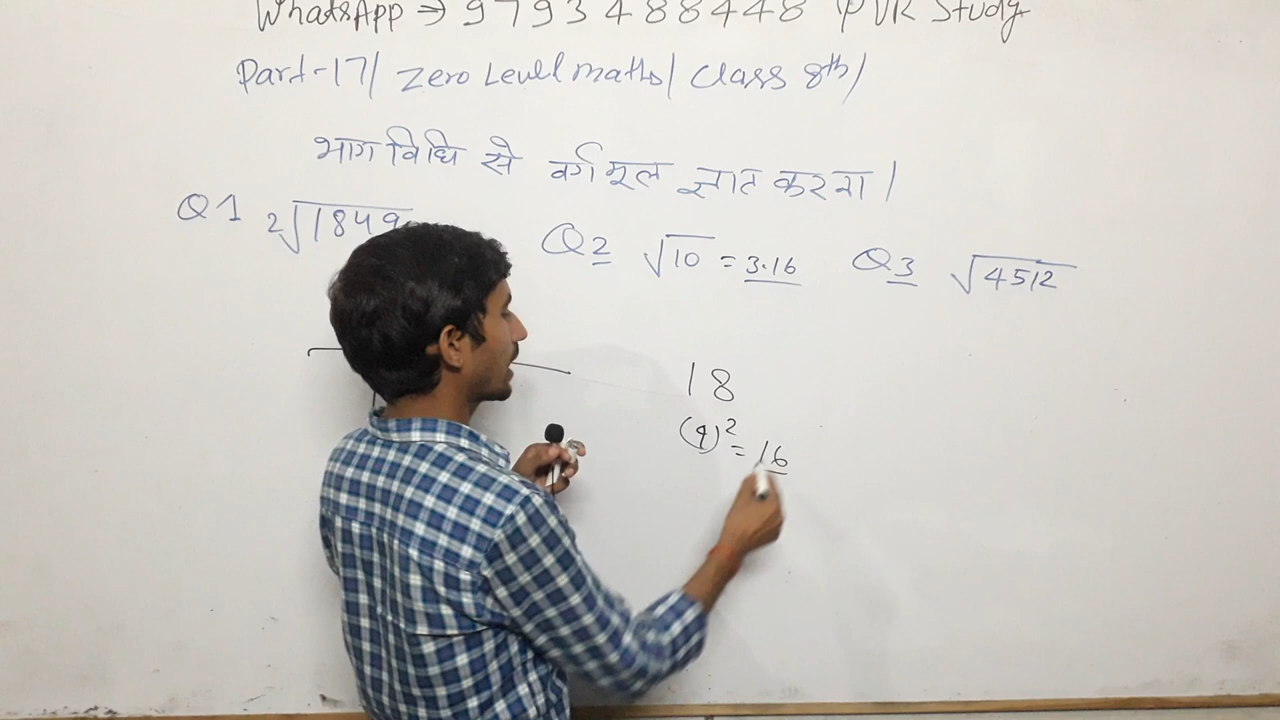 WhatsApp → 9793488448 PVR Study
Part-17/ Zero Level maths/ Class 8th/
भाग विधि से वर्गमूल ज्ञात करना।
Q1 2√1849 Q2 √10 = 3.16 Q3 √4512
18
(4)² = 16